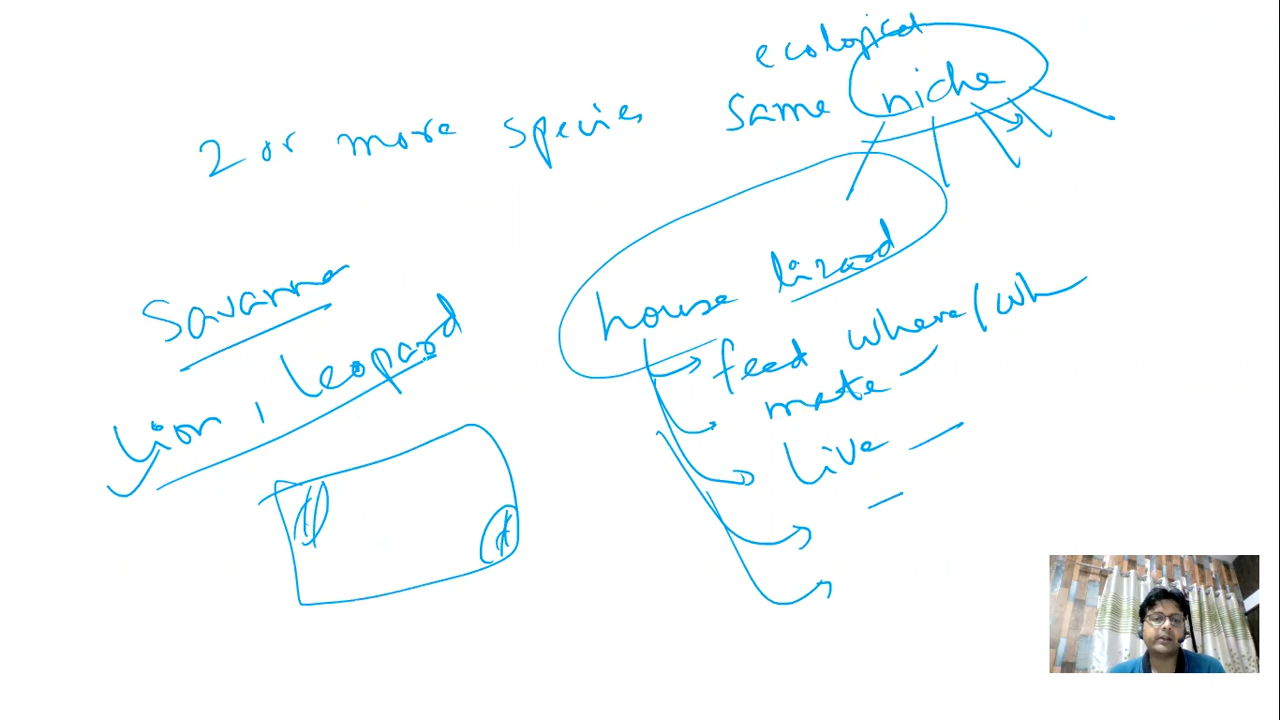 ecological
2 or more species same niche
Savanna
Lion, Leopard
house lizard
feed where/wh
mate
live